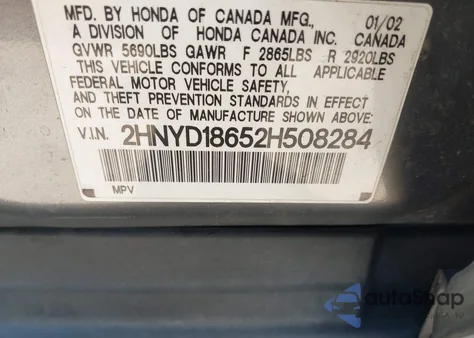 MFD. BY HONDA OF CANADA MFG., 01/02
A DIVISION OF HONDA CANADA INC. CANADA
GVWR 5690LBS GAWR F 2865LBS R 2920LBS
THIS VEHICLE CONFORMS TO ALL APPLICABLE
FEDERAL MOTOR VEHICLE SAFETY,
AND THEFT PREVENTION STANDARDS IN EFFECT
ON THE DATE OF MANUFACTURE SHOWN ABOVE:
V.I.N. 2HNYD18652H508284
MPV
autoSnap